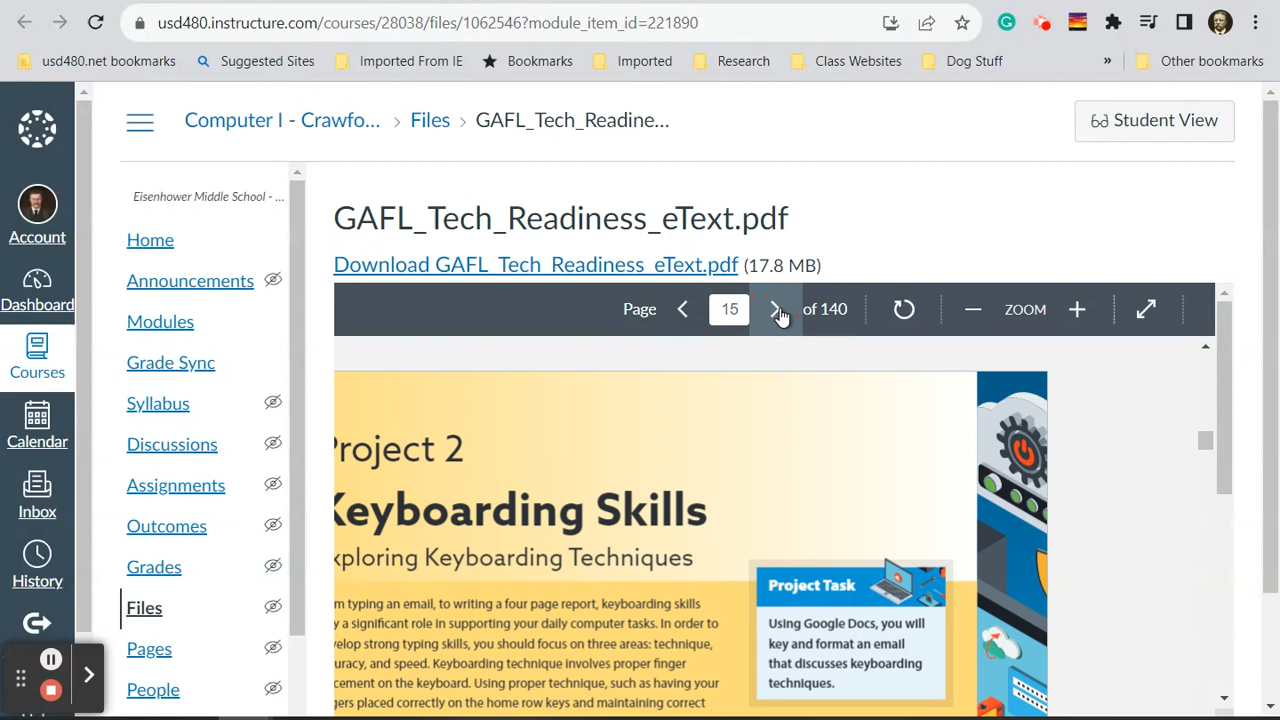 usd480.instructure.com/courses/28038/files/1062546?module_item_id=221890
usd480.net bookmarks Suggested Sites Imported From IE Bookmarks Imported Research Class Websites Dog Stuff » Other bookmarks
Computer I - Crawfo... > Files > GAFL_Tech_Readine...
Student View
Account
Dashboard
Courses
Calendar
Inbox
History
Eisenhower Middle School - ...
Home
Announcements
Modules
Grade Sync
Syllabus
Discussions
Assignments
Outcomes
Grades
Files
Pages
People
GAFL_Tech_Readiness_eText.pdf
Download GAFL_Tech_Readiness_eText.pdf (17.8 MB)
Page 15 of 140 ZOOM
Project 2
Keyboarding Skills
xploring Keyboarding Techniques
m typing an email, to writing a four page report, keyboarding skills
y a significant role in supporting your daily computer tasks. In order to
velop strong typing skills, you should focus on three areas: technique,
uracy, and speed. Keyboarding technique involves proper finger
cement on the keyboard. Using proper technique, such as having your
gers placed correctly on the home row keys and maintaining correct
Project Task
Using Google Docs, you will
key and format an email
that discusses keyboarding
techniques.